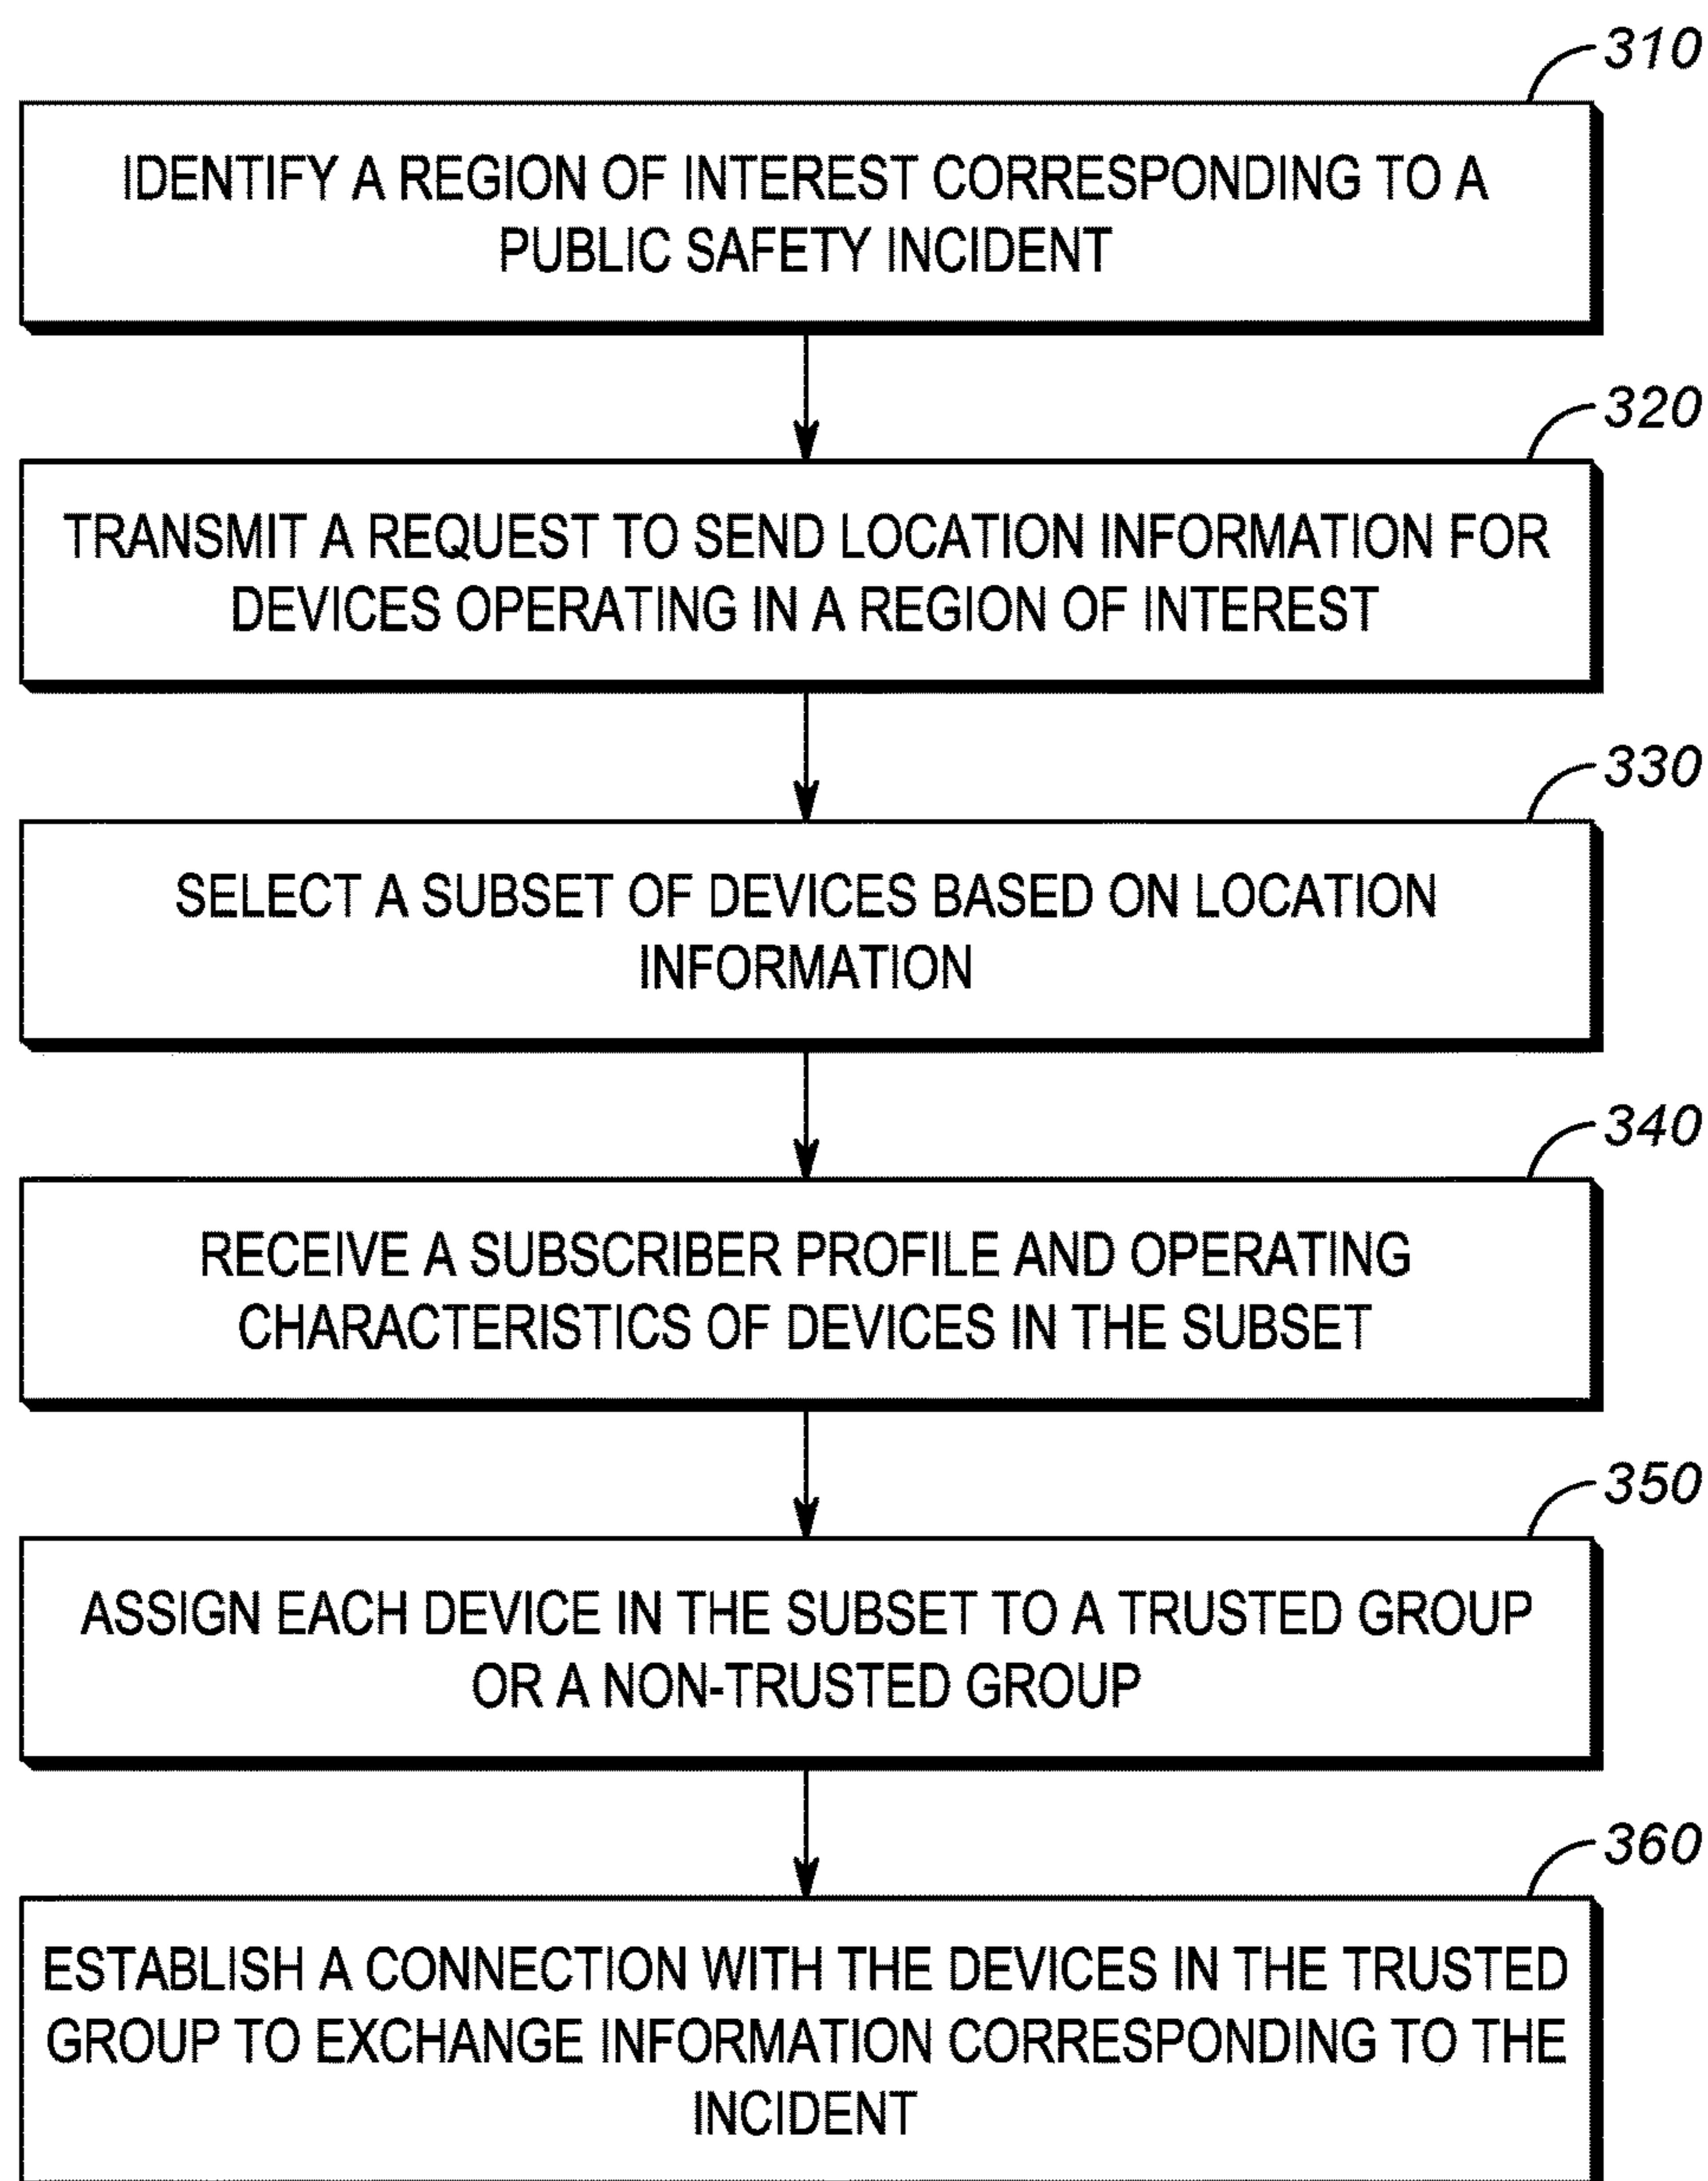 310
IDENTIFY A REGION OF INTEREST CORRESPONDING TO A
PUBLIC SAFETY INCIDENT
320
TRANSMIT A REQUEST TO SEND LOCATION INFORMATION FOR
DEVICES OPERATING IN A REGION OF INTEREST
330
SELECT A SUBSET OF DEVICES BASED ON LOCATION
INFORMATION
340
RECEIVE A SUBSCRIBER PROFILE AND OPERATING
CHARACTERISTICS OF DEVICES IN THE SUBSET
350
ASSIGN EACH DEVICE IN THE SUBSET TO A TRUSTED GROUP
OR A NON-TRUSTED GROUP
360
ESTABLISH A CONNECTION WITH THE DEVICES IN THE TRUSTED
GROUP TO EXCHANGE INFORMATION CORRESPONDING TO THE
INCIDENT